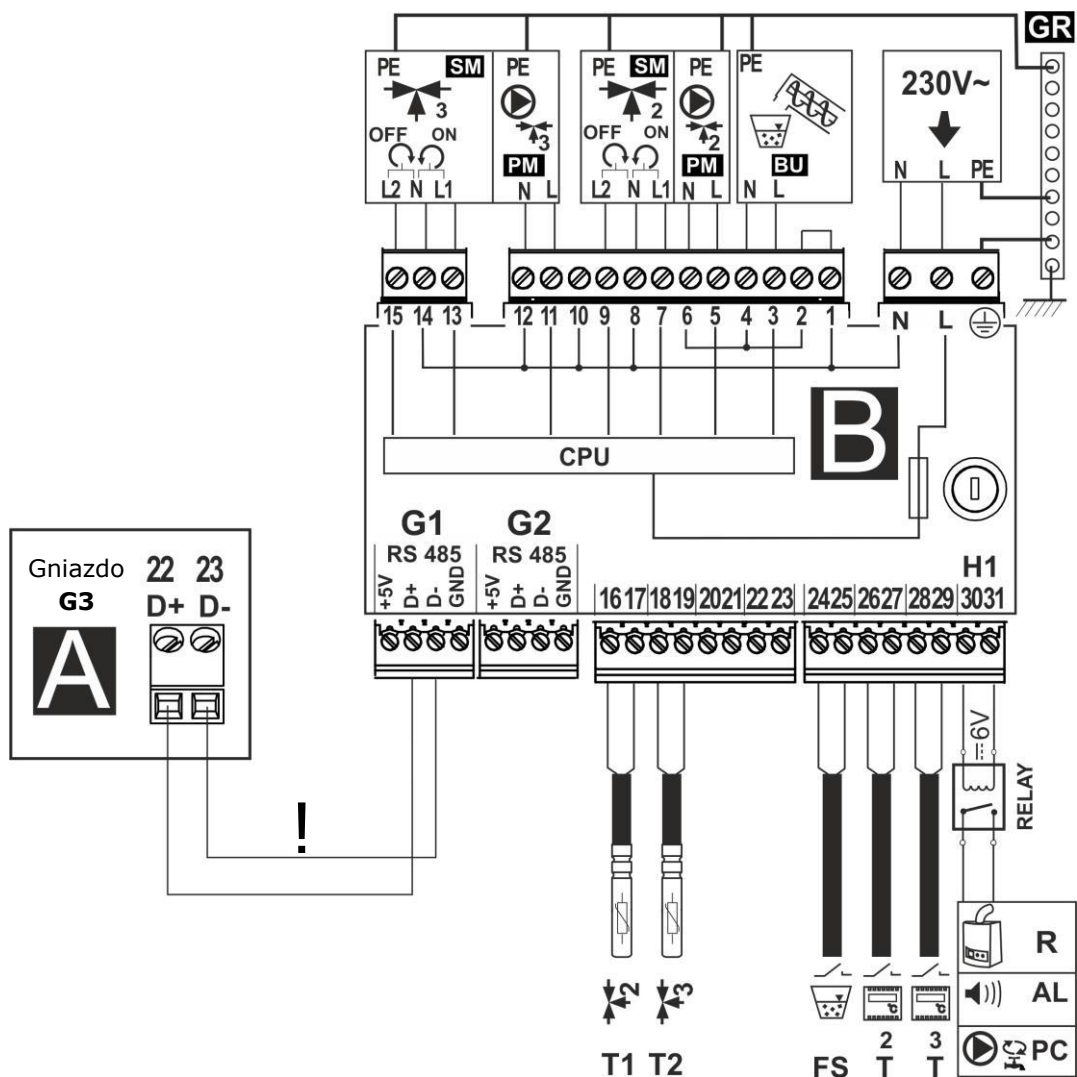 GR
PE SM PE PE SM PE PE
230V~
3 3 2 2
OFF ON OFF ON
PM PM BU
N L PE
L2 N L1 N L L2 N L1 N L N L
15 14 13 12 11 10 9 8 7 6 5 4 3 2 1 N L
B
CPU
G1 G2 H1
RS 485 RS 485
+5V D+ D- GND +5V D+ D- GND
16 17 18 19 20 21 22 23 24 25 26 27 28 29 30 31
Gniazdo 22 23
G3 D+ D-
A
!
6V
RELAY
R
2 3
AL
°C °C
2 3
T1 T2 FS T T PC